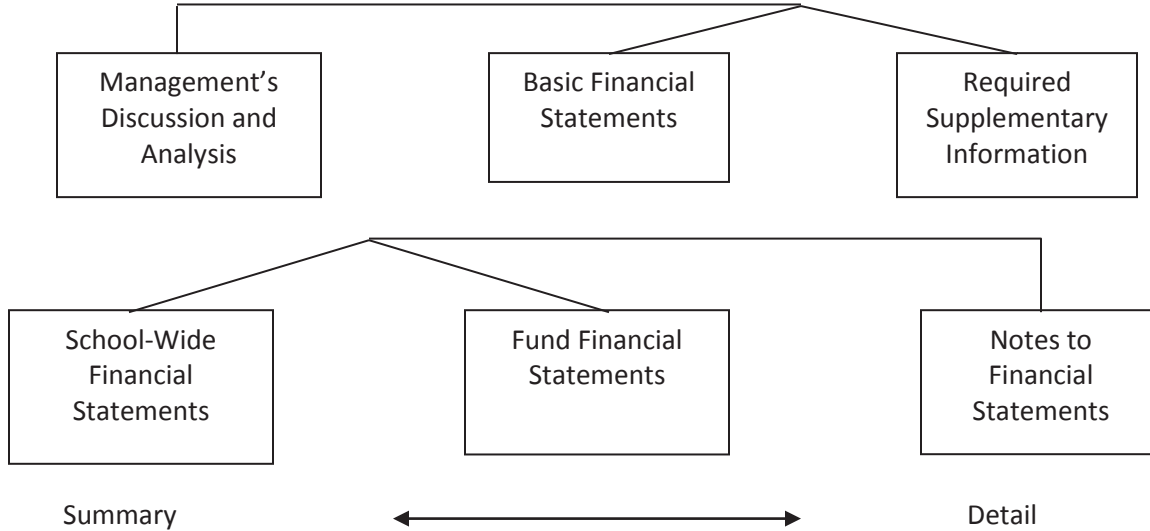 Management’s
Discussion and
Analysis
Basic Financial
Statements
Required
Supplementary
Information
School-Wide
Financial
Statements
Fund Financial
Statements
Notes to
Financial
Statements
Summary
Detail